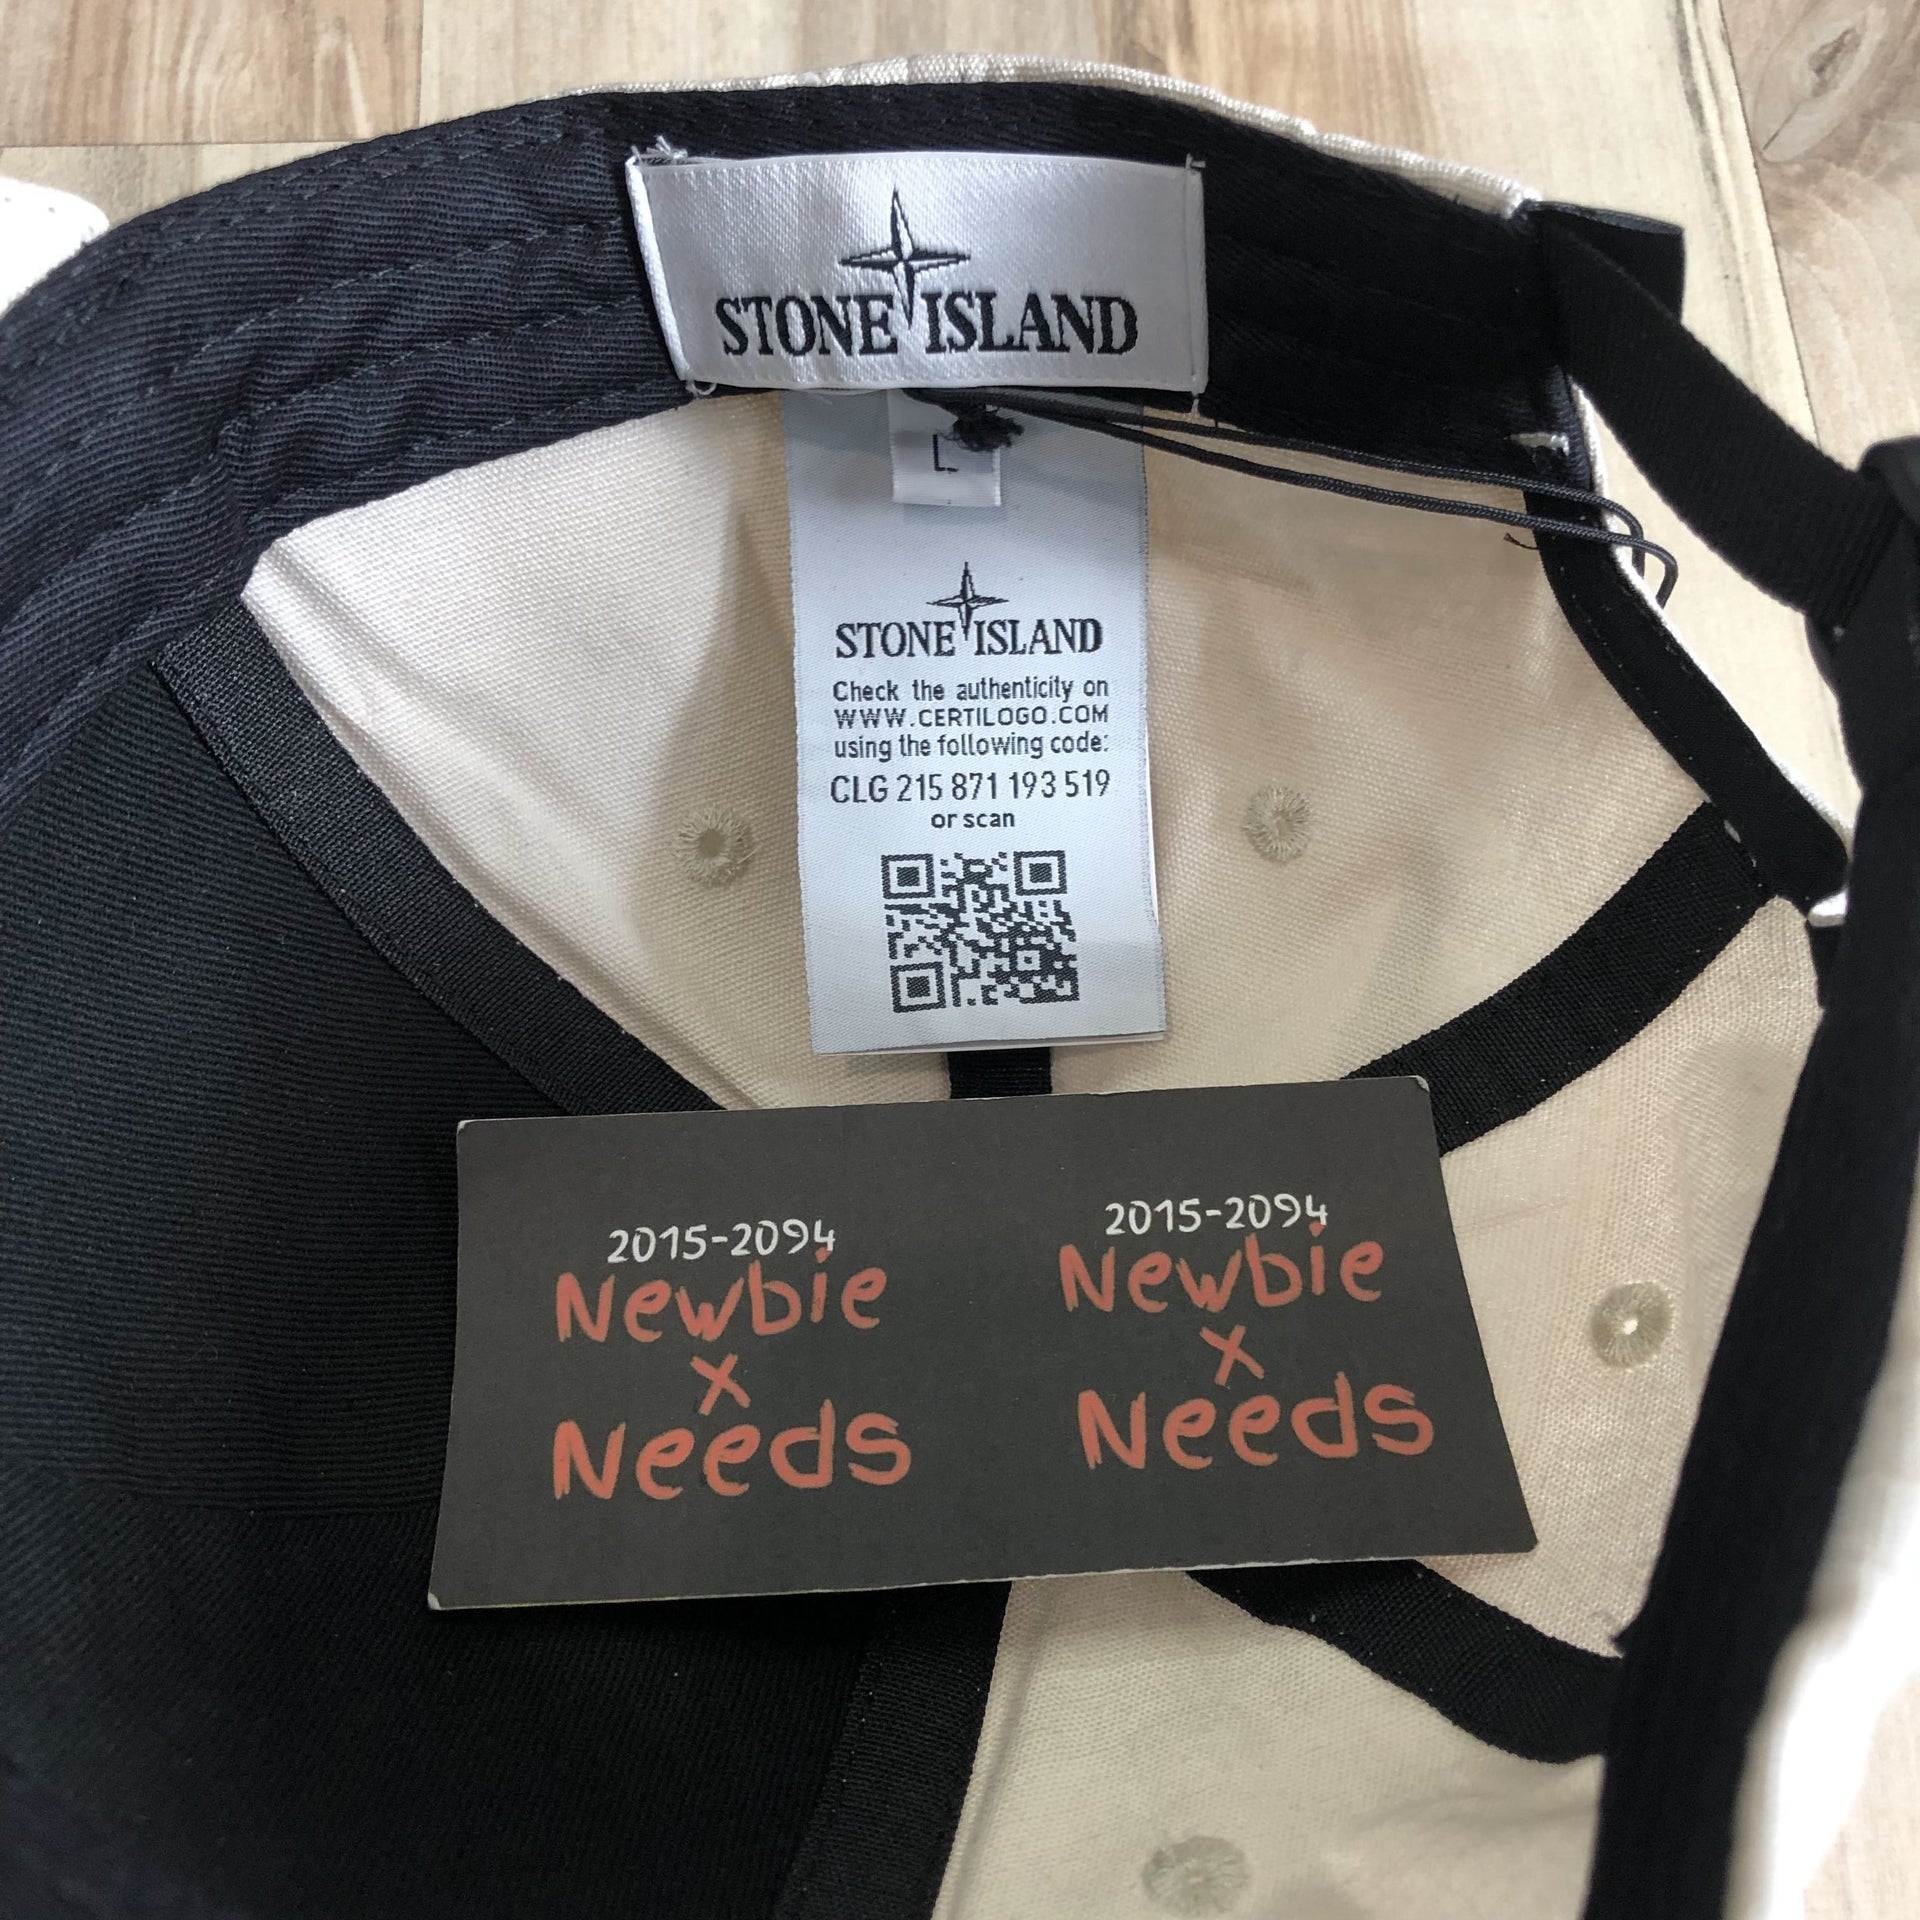 STONE ISLAND
L
STONE ISLAND
Check the authenticity on
WWW.CERTILOGO.COM
using the following code:
CLG 215 871 193 519
or scan
2015-2094
Newbie
x
Needs
2015-2094
Newbie
x
Needs